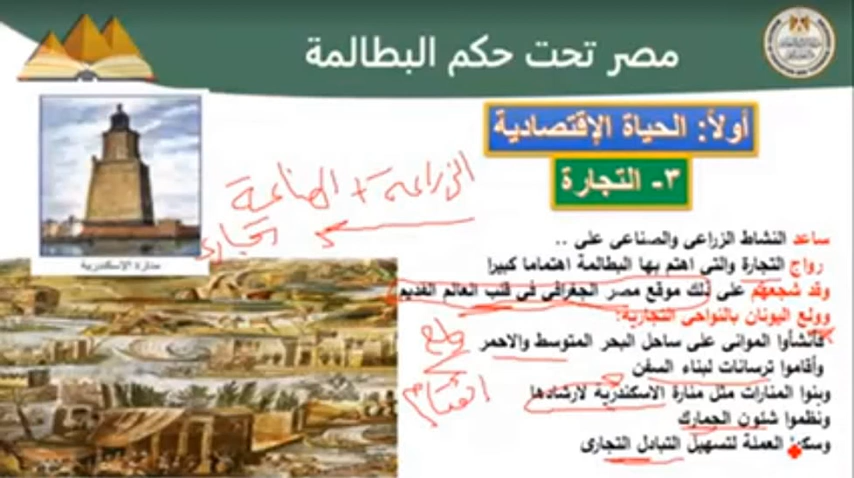 مصر تحت حكم البطالمة
أولاً: الحياة الإقتصادية
٣- التجارة
الزراعة + الصناعة
تجارة
منارة الإسكندرية
ساعد النشاط الزراعى والصناعى على ..
رواج التجارة والتى اهتم بها البطالمة اهتماما كبيرا
وقد شجعهم على ذلك موقع مصر الجغرافى فى قلب العالم القديم
وولع اليونان بالنواحى التجارية:
فأنشأوا الموانى على ساحل البحر المتوسط والاحمر
وأقاموا ترسانات لبناء السفن
وبنوا المنارات مثل منارة الاسكندرية لارشادها
ونظموا شئون الجمارك
وسكوا العملة لتسهيل التبادل التجارى
ولع
اهتمام